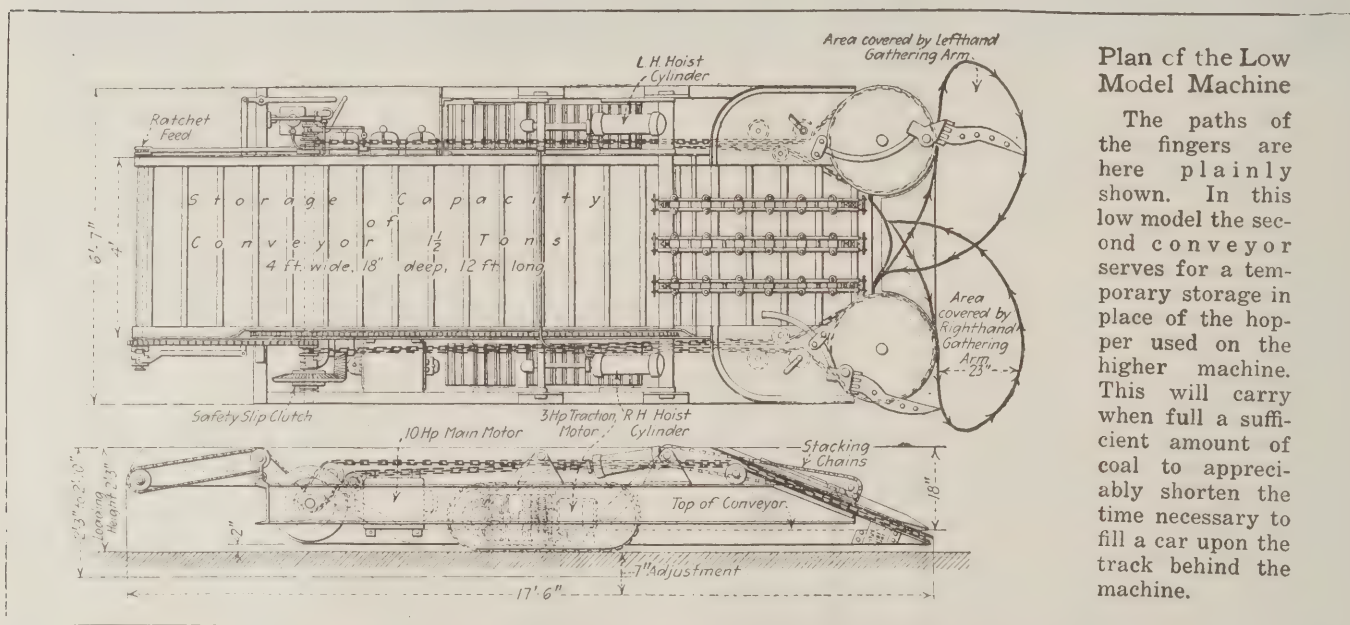 Area covered by Lefthand
Gathering Arm
L.H. Hoist
Cylinder
Ratchet
Feed
6'-7"
4'
Storage Capacity
of
Conveyor 1½ Tons
4 ft. wide, 18" deep, 12 ft. long
Area
covered by
Righthand
Gathering
Arm
23"
Safety Slip Clutch
10 Hp Main Motor
3 Hp Traction
Motor
R.H. Hoist
Cylinder
Stacking
Chains
Loading
Height 2'3"
2"
Top of Conveyor
18"
7" Adjustment
17'-6"
Plan cf the Low
Model Machine
The paths of
the fingers are
here plainly
shown. In this
low model the sec-
ond conveyor
serves for a tem-
porary storage in
place of the hop-
per used on the
higher machine.
This will carry
when full a suffi-
cient amount of
coal to appreci-
ably shorten the
time necessary to
fill a car upon the
track behind the
machine.